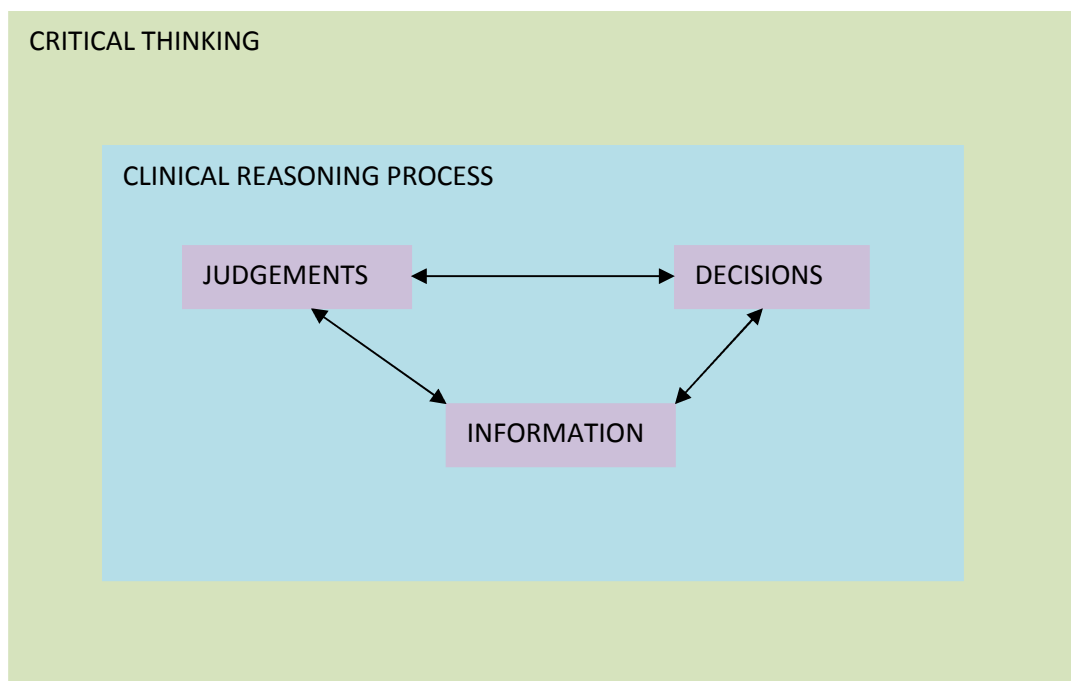 CRITICAL THINKING
CLINICAL REASONING PROCESS
JUDGEMENTS
DECISIONS
INFORMATION